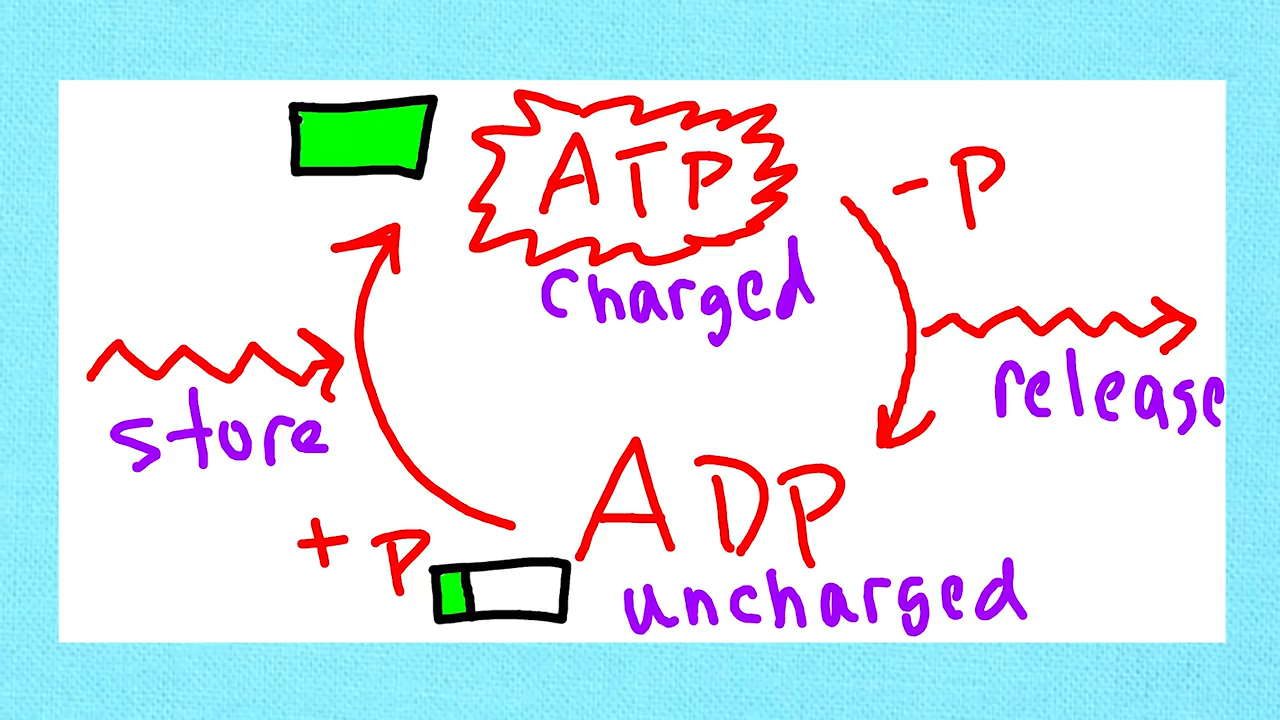 ATP
- P
charged
store
release
ADP
+ P
uncharged